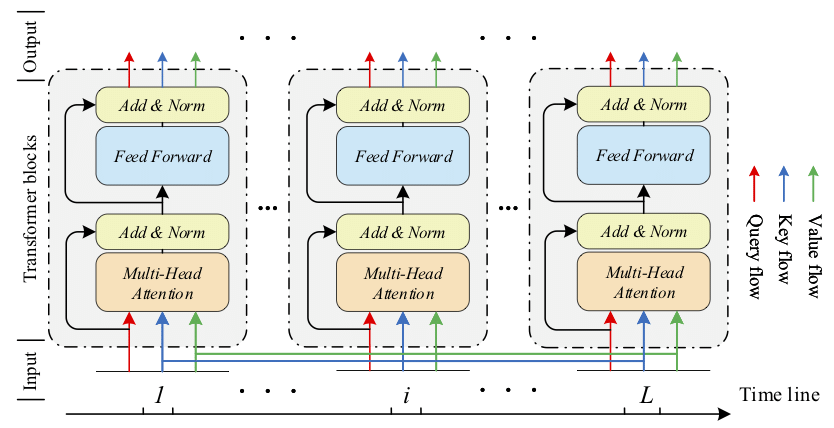 Output
Transformer blocks
Input
Add & Norm
Feed Forward
Add & Norm
Multi-Head
Attention
...
Add & Norm
Feed Forward
Add & Norm
Multi-Head
Attention
...
Add & Norm
Feed Forward
Add & Norm
Multi-Head
Attention
Query flow
Key flow
Value flow
1
i
L
Time line